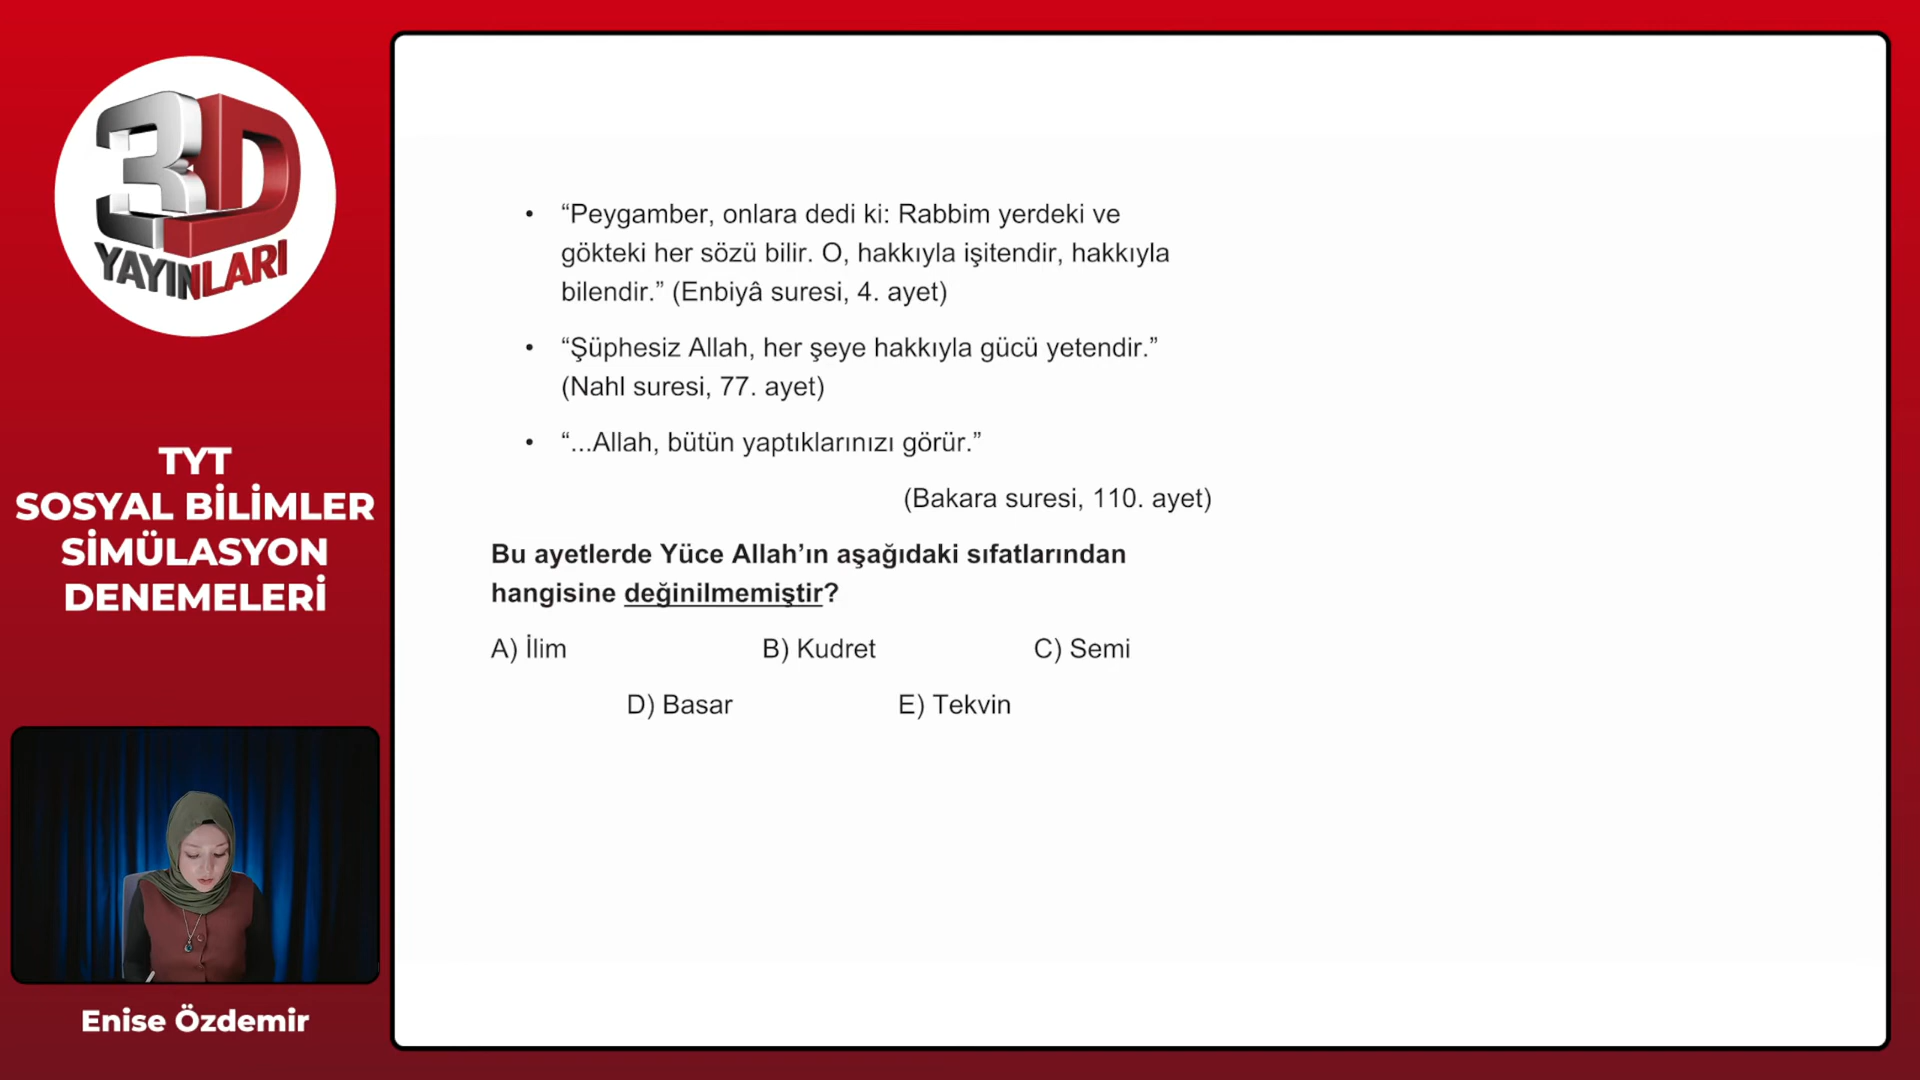 3D
YAYINLARI
TYT
SOSYAL BİLİMLER
SİMÜLASYON
DENEMELERİ
Enise Özdemir
• “Peygamber, onlara dedi ki: Rabbim yerdeki ve
gökteki her sözü bilir. O, hakkıyla işitendir, hakkıyla
bilendir.” (Enbiyâ suresi, 4. ayet)
• “Şüphesiz Allah, her şeye hakkıyla gücü yetendir.”
(Nahl suresi, 77. ayet)
• “...Allah, bütün yaptıklarınızı görür.”
(Bakara suresi, 110. ayet)
Bu ayetlerde Yüce Allah’ın aşağıdaki sıfatlarından
hangisine değinilmemiştir?
A) İlim B) Kudret C) Semi
D) Basar E) Tekvin